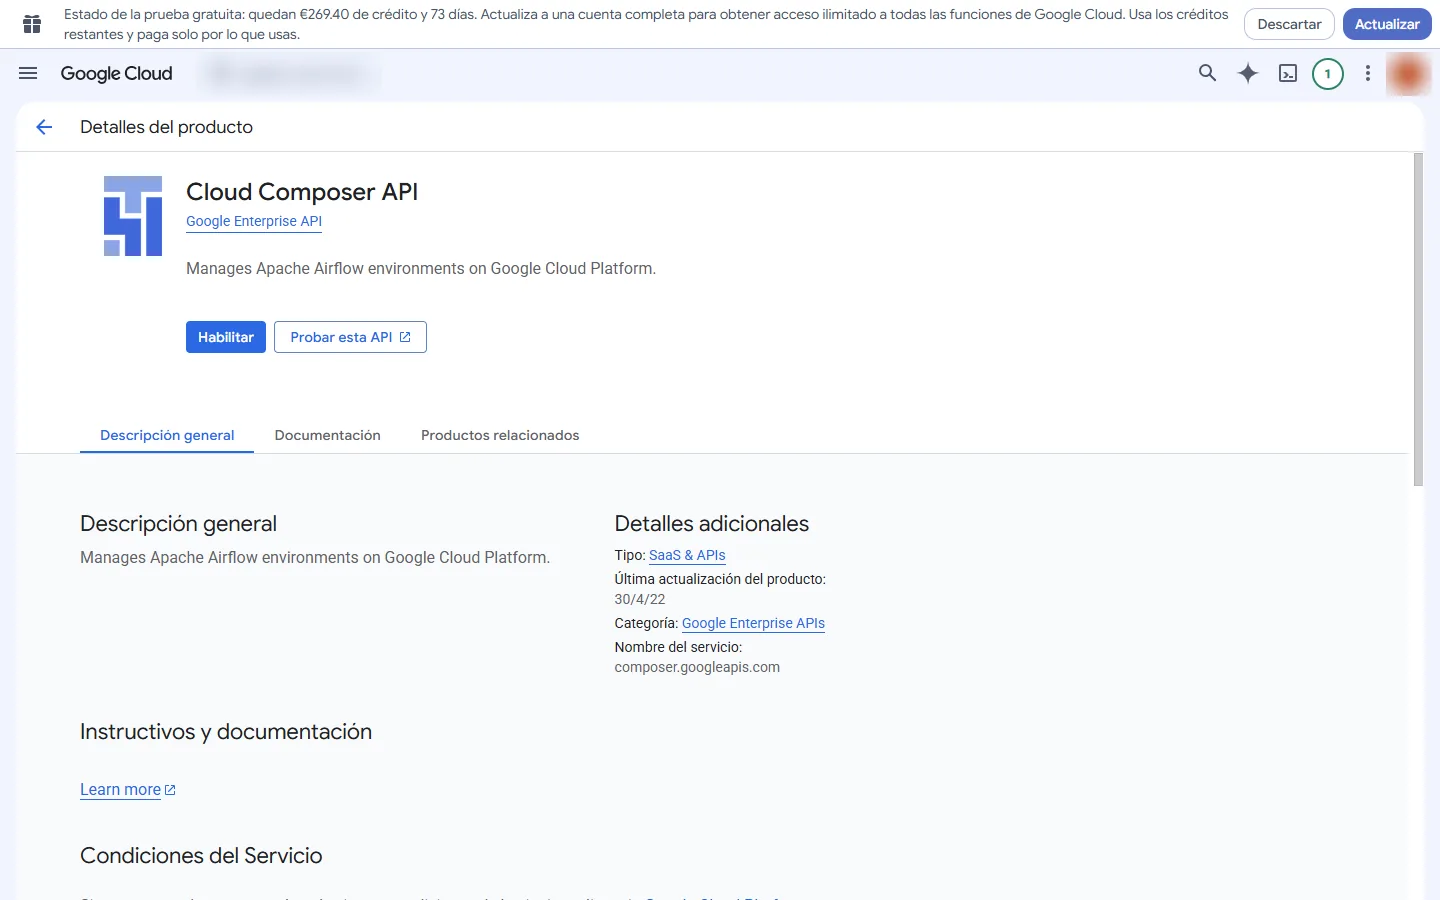 Estado de la prueba gratuita: quedan €269.40 de crédito y 73 días. Actualiza a una cuenta completa para obtener acceso ilimitado a todas las funciones de Google Cloud. Usa los créditos
restantes y paga solo por lo que usas.
Descartar
Actualizar
Google Cloud
1
Detalles del producto
Cloud Composer API
Google Enterprise API
Manages Apache Airflow environments on Google Cloud Platform.
Habilitar
Probar esta API
Descripción general
Documentación
Productos relacionados
Descripción general
Manages Apache Airflow environments on Google Cloud Platform.
Detalles adicionales
Tipo: SaaS & APIs
Última actualización del producto:
30/4/22
Categoría: Google Enterprise APIs
Nombre del servicio:
composer.googleapis.com
Instructivos y documentación
Learn more
Condiciones del Servicio